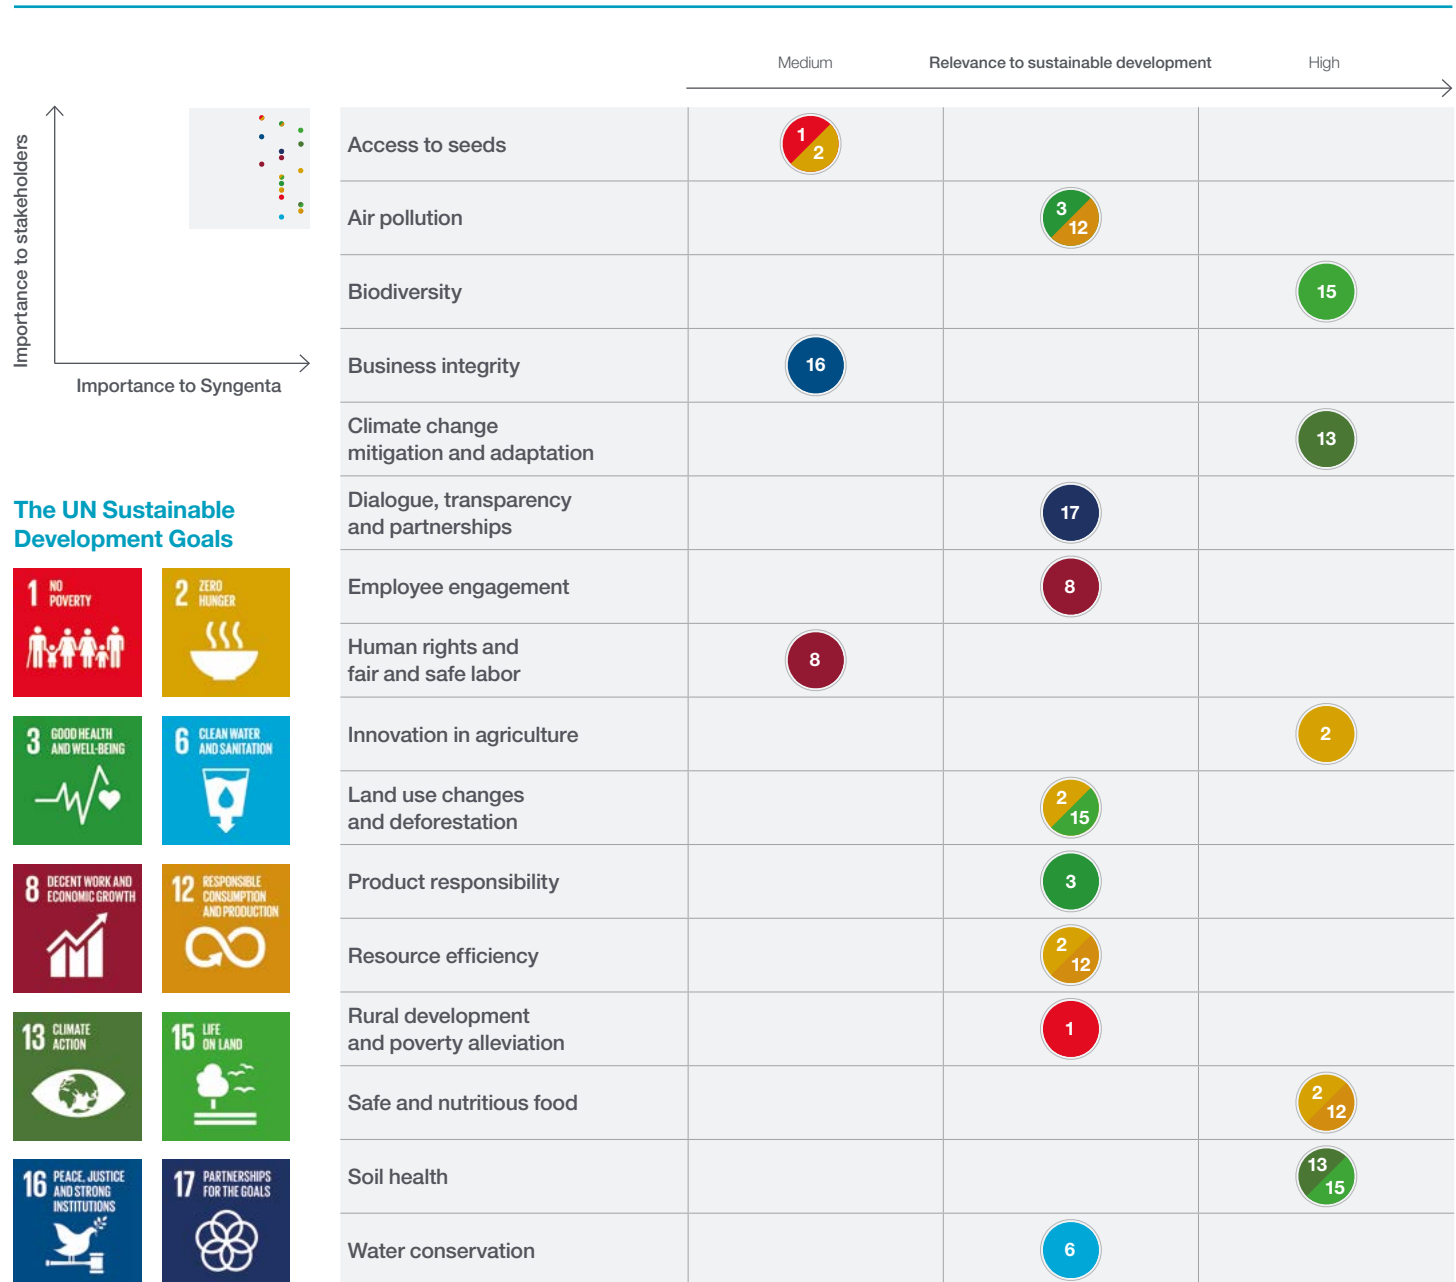 Medium
Relevance to sustainable development
High
Importance to stakeholders
Importance to Syngenta
Access to seeds
1
2
Air pollution
3
12
Biodiversity
15
Business integrity
16
Climate change
mitigation and adaptation
13
Dialogue, transparency
and partnerships
17
Employee engagement
8
Human rights and
fair and safe labor
8
Innovation in agriculture
2
Land use changes
and deforestation
2
15
Product responsibility
3
Resource efficiency
2
12
Rural development
and poverty alleviation
1
Safe and nutritious food
2
12
Soil health
13
15
Water conservation
6
The UN Sustainable
Development Goals
1 NO
POVERTY
2 ZERO
HUNGER
3 GOOD HEALTH
AND WELL-BEING
6 CLEAN WATER
AND SANITATION
8 DECENT WORK AND
ECONOMIC GROWTH
12 RESPONSIBLE
CONSUMPTION
AND PRODUCTION
13 CLIMATE
ACTION
15 LIFE
ON LAND
16 PEACE, JUSTICE
AND STRONG
INSTITUTIONS
17 PARTNERSHIPS
FOR THE GOALS